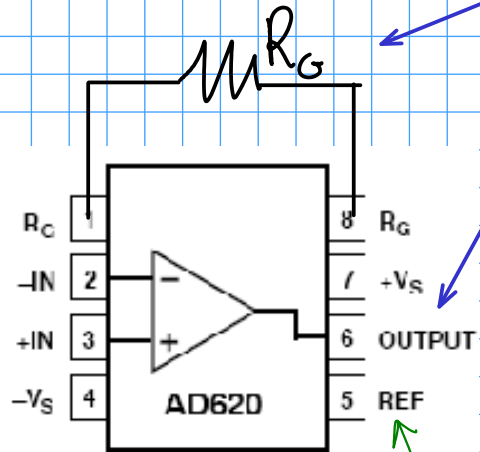 RG
RG 1 8 RG
–IN 2 – 7 +VS
+IN 3 + 6 OUTPUT
–VS 4 AD620 5 REF